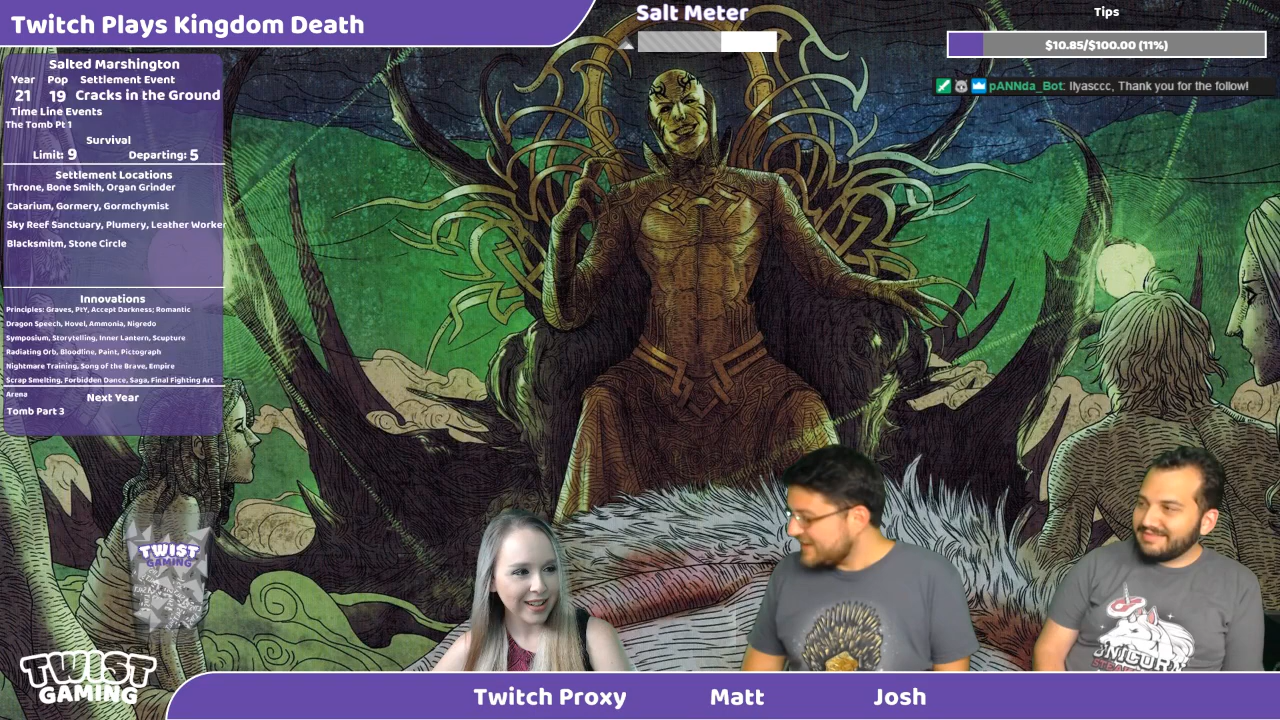 Twitch Plays Kingdom Death
Salt Meter
Tips
$10.85/$100.00 (11%)
pANNda_Bot: Ilyasccc, Thank you for the follow!
Salted Marshington
Year Pop Settlement Event
21 19 Cracks in the Ground
Time Line Events
The Tomb Pt 1
Survival
Limit: 9 Departing: 5
Settlement Locations
Throne, Bone Smith, Organ Grinder
Catarium, Gormery, Gormchymist
Sky Reef Sanctuary, Plumery, Leather Worker
Blacksmitm, Stone Circle
Innovations
Principles: Graves, PtY, Accept Darkness; Romantic
Dragon Speech, Hovel, Ammonia, Nigredo
Symposium, Storytelling, Inner Lantern, Scupture
Radiating Orb, Bloodline, Paint, Pictograph
Nightmare Training, Song of the Brave, Empire
Scrap Smelting, Forbidden Dance, Saga, Final Fighting Art
Arena
Next Year
Tomb Part 3
TWIST
GAMING
TWIST
GAMING
UNICORN
Twitch Proxy Matt Josh